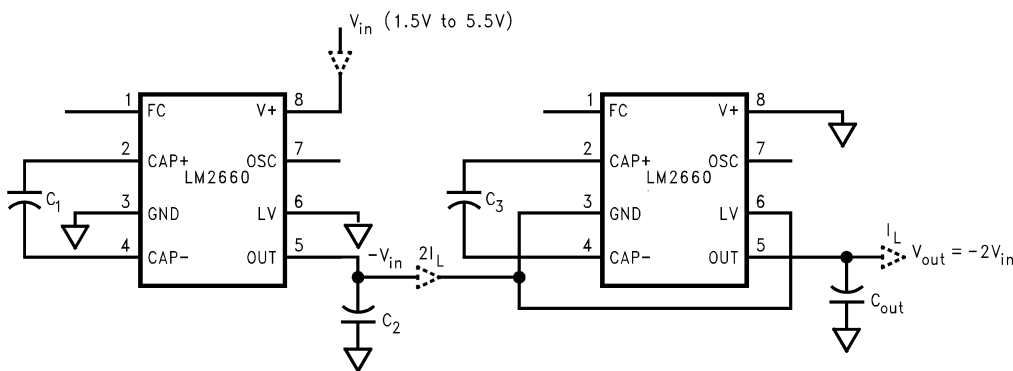 V_in (1.5V to 5.5V)
1 FC V+ 8
2 CAP+ OSC 7
LM2660
C_1
3 GND LV 6
4 CAP- OUT 5
-V_in
2I_L
C_2
1 FC V+ 8
2 CAP+ OSC 7
LM2660
C_3
3 GND LV 6
4 CAP- OUT 5
I_L
V_out = -2V_in
C_out